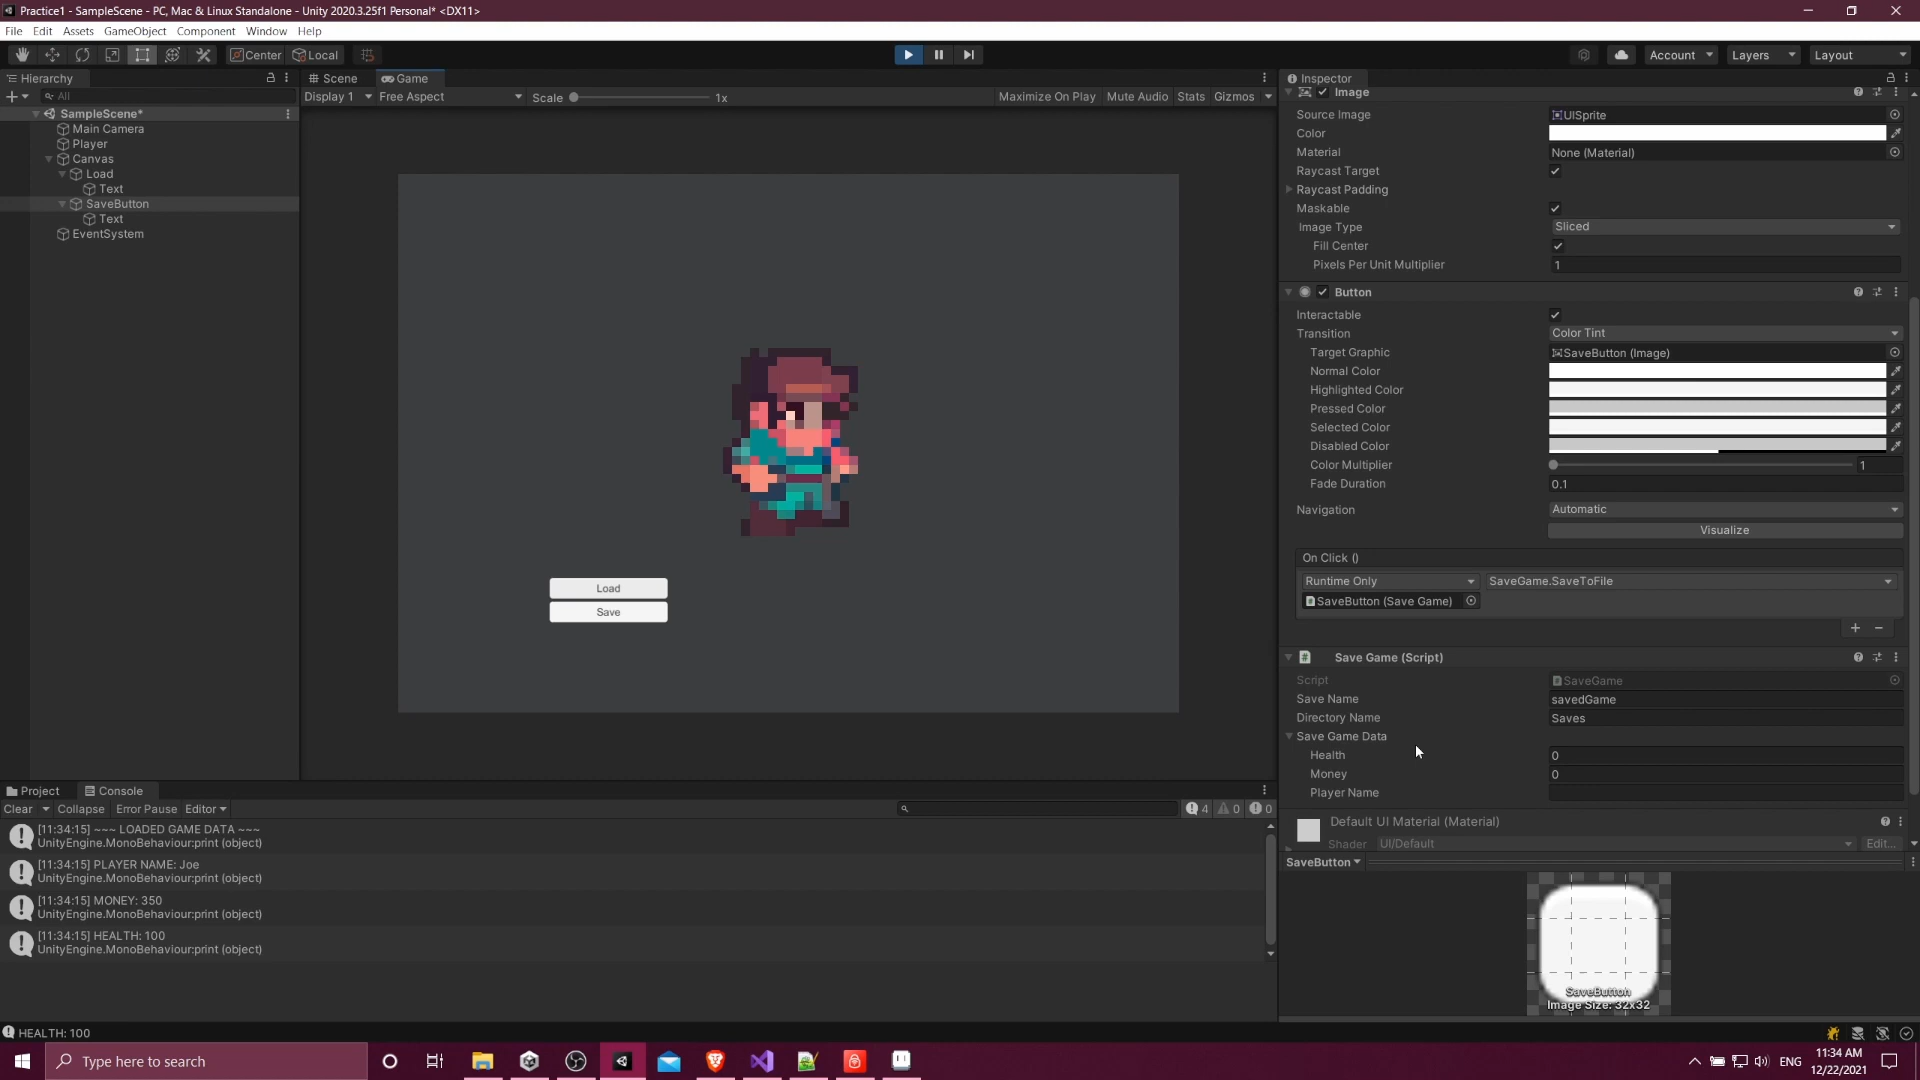 Practice1 - SampleScene - PC, Mac & Linux Standalone - Unity 2020.3.25f1 Personal* <DX11>
File Edit Assets GameObject Component Window Help
Center Local
Account Layers Layout
Hierarchy
All
SampleScene*
Main Camera
Player
Canvas
Load
Text
SaveButton
Text
EventSystem
Scene Game
Display 1 Free Aspect Scale 1x Maximize On Play Mute Audio Stats Gizmos
Load
Save
Inspector
Image
Source Image UISprite
Color
Material None (Material)
Raycast Target
Raycast Padding
Maskable
Image Type Sliced
Fill Center
Pixels Per Unit Multiplier 1
Button
Interactable
Transition Color Tint
Target Graphic SaveButton (Image)
Normal Color
Highlighted Color
Pressed Color
Selected Color
Disabled Color
Color Multiplier 1
Fade Duration 0.1
Navigation Automatic
Visualize
On Click ()
Runtime Only SaveGame.SaveToFile
SaveButton (Save Game)
+ −
Save Game (Script)
Script SaveGame
Save Name savedGame
Directory Name Saves
Save Game Data
Health 0
Money 0
Player Name
Default UI Material (Material)
Shader UI/Default Edit...
SaveButton
SaveButton
Image Size: 32x32
Project Console
Clear Collapse Error Pause Editor 4 0 0
[11:34:15] ~~~ LOADED GAME DATA ~~~
UnityEngine.MonoBehaviour:print (object)
[11:34:15] PLAYER NAME: Joe
UnityEngine.MonoBehaviour:print (object)
[11:34:15] MONEY: 350
UnityEngine.MonoBehaviour:print (object)
[11:34:15] HEALTH: 100
UnityEngine.MonoBehaviour:print (object)
HEALTH: 100
Type here to search
ENG
11:34 AM
12/22/2021